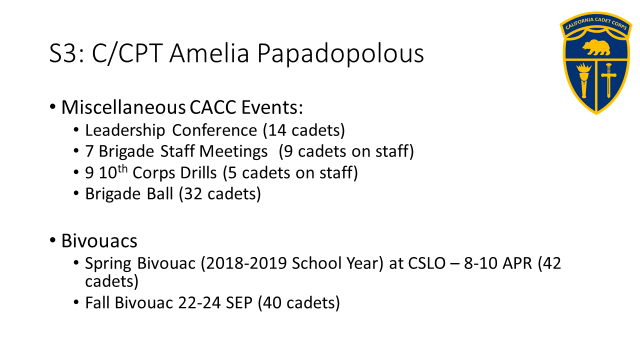 CALIFORNIA CADET CORPS
S3: C/CPT Amelia Papadopolous
• Miscellaneous CACC Events:
• Leadership Conference (14 cadets)
• 7 Brigade Staff Meetings (9 cadets on staff)
• 9 10th Corps Drills (5 cadets on staff)
• Brigade Ball (32 cadets)
• Bivouacs
• Spring Bivouac (2018-2019 School Year) at CSLO – 8-10 APR (42
cadets)
• Fall Bivouac 22-24 SEP (40 cadets)